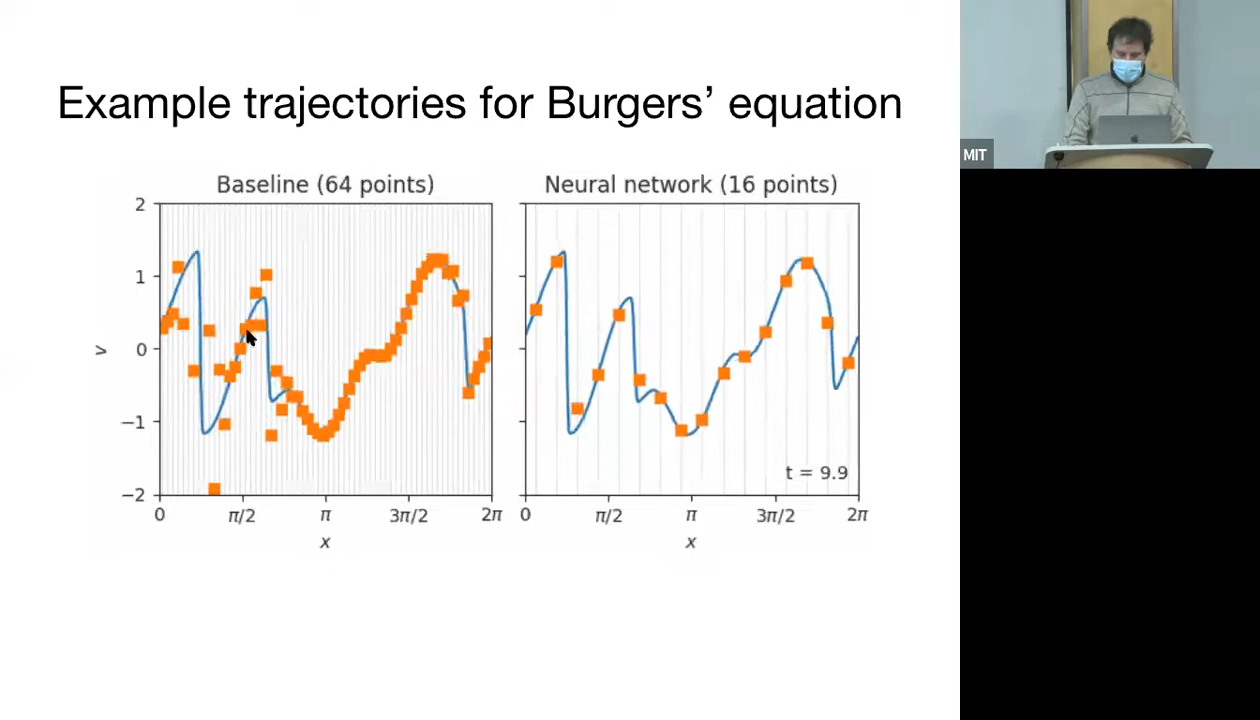 Example trajectories for Burgers’ equation
MIT
Baseline (64 points)
Neural network (16 points)
2
1
0
−1
−2
v
t = 9.9
0
π/2
π
3π/2
2π
0
π/2
π
3π/2
2π
x
x